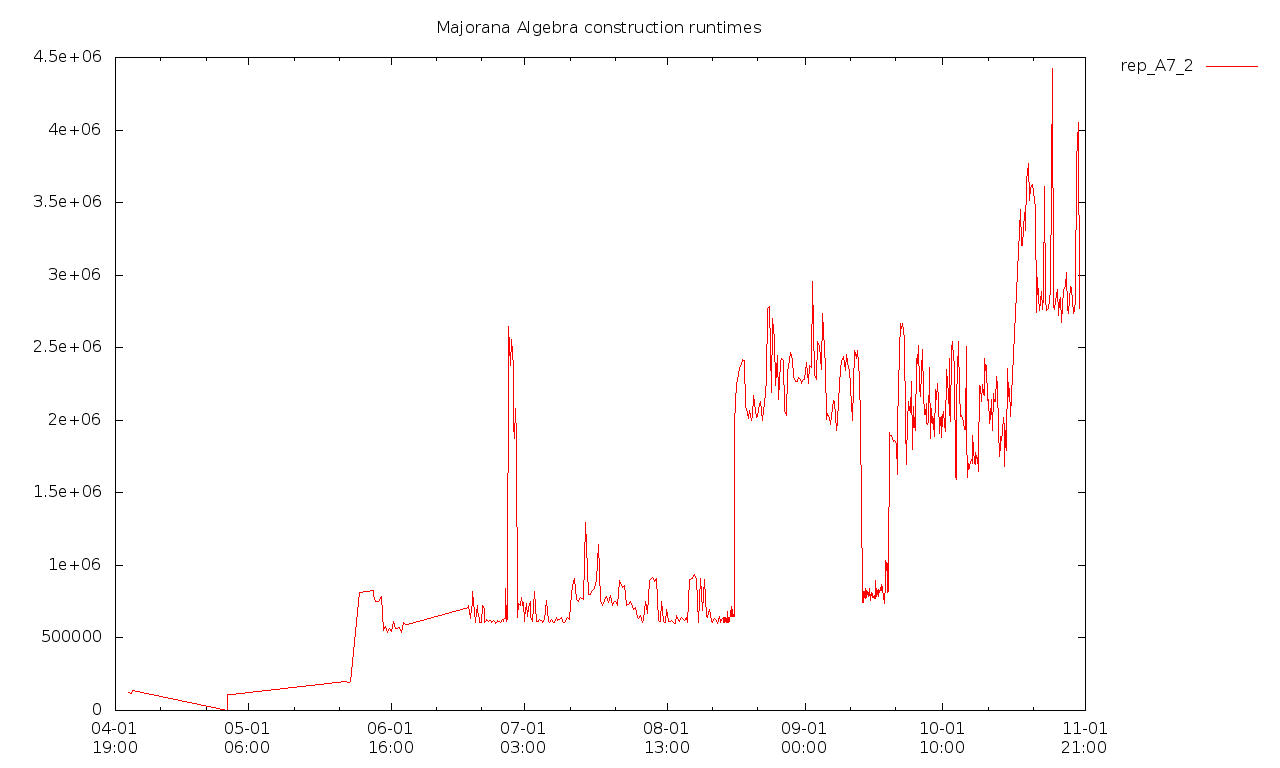 Majorana Algebra construction runtimes
rep_A7_2
4.5e+06
4e+06
3.5e+06
3e+06
2.5e+06
2e+06
1.5e+06
1e+06
500000
0
04-01 05-01 06-01 07-01 08-01 09-01 10-01 11-01
19:00 06:00 16:00 03:00 13:00 00:00 10:00 21:00